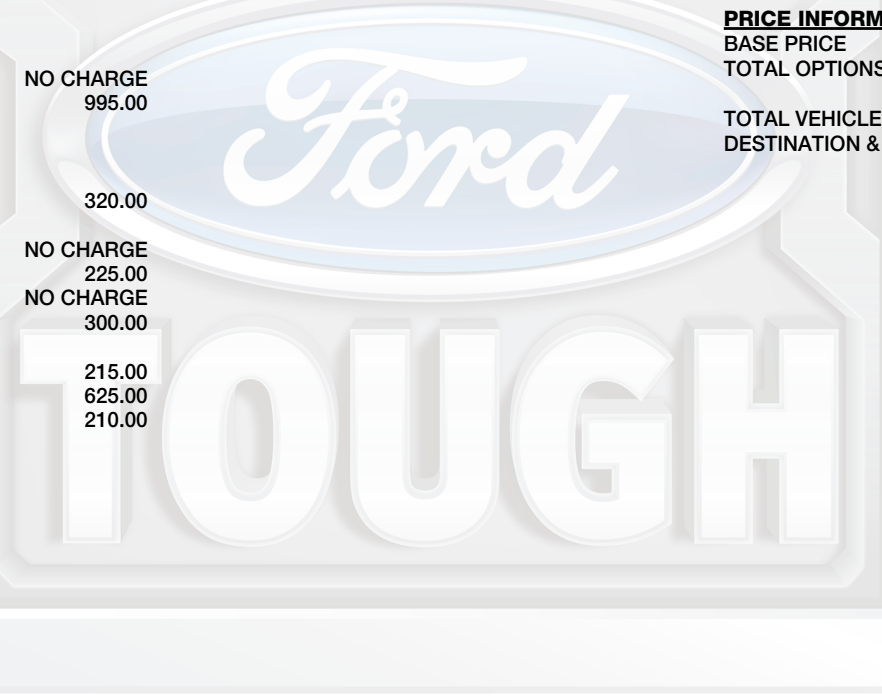 NO CHARGE
995.00
320.00
NO CHARGE
225.00
NO CHARGE
300.00
215.00
625.00
210.00
PRICE INFORM
BASE PRICE
TOTAL OPTIONS
TOTAL VEHICLE
DESTINATION &
Ford
TOUGH